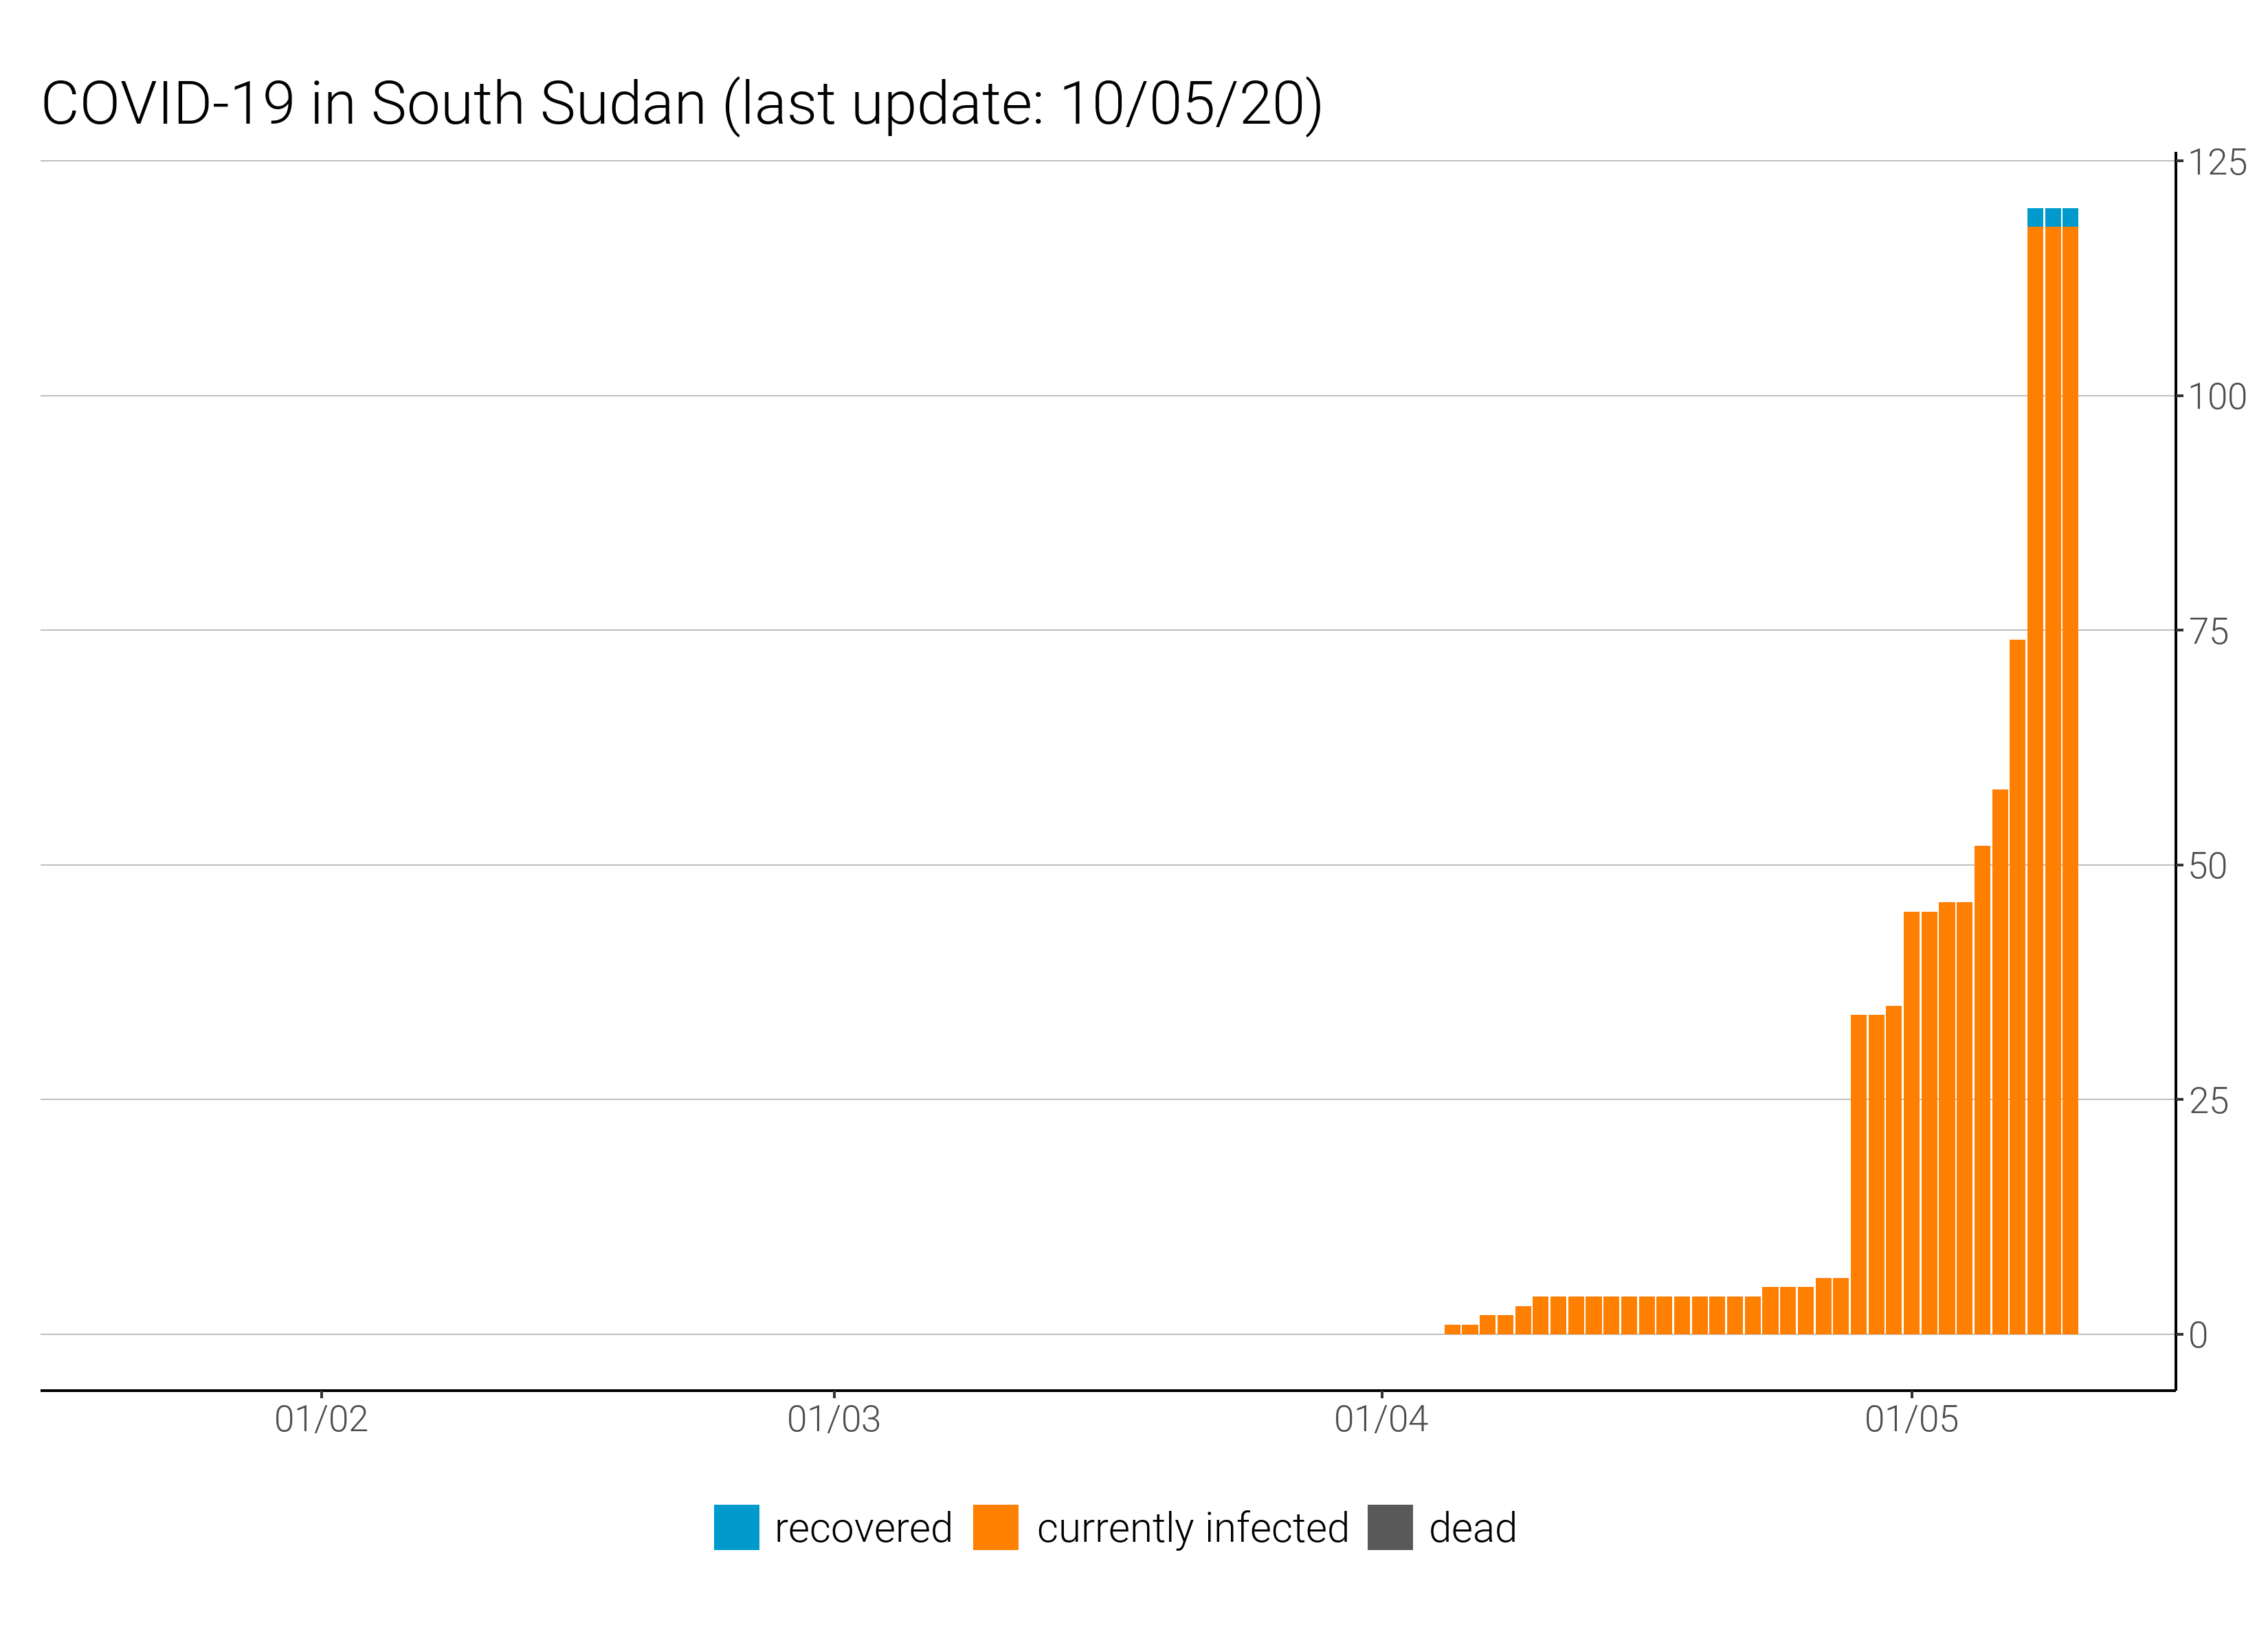 COVID-19 in South Sudan (last update: 10/05/20)
125
100
75
50
25
0
01/02 01/03 01/04 01/05
recovered currently infected dead